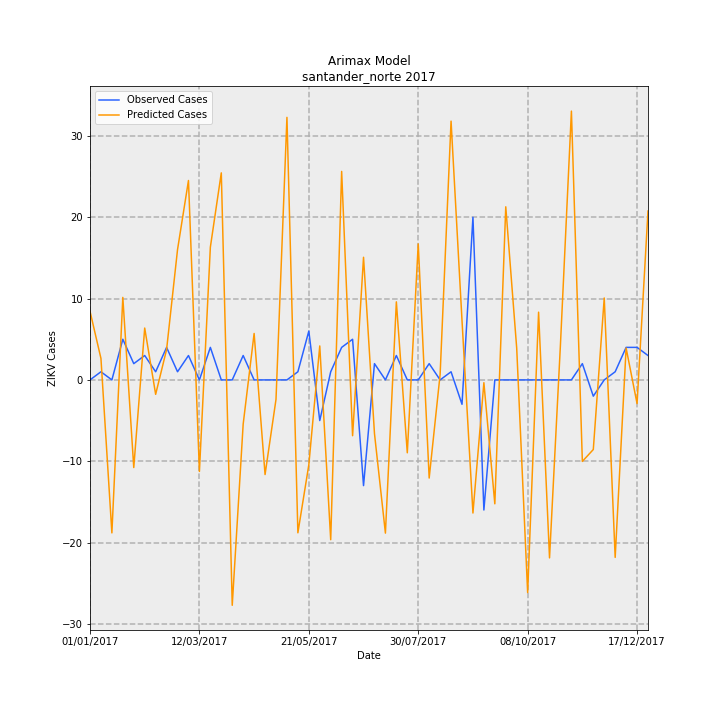 Arimax Model
santander_norte 2017
Observed Cases
Predicted Cases
ZIKV Cases
30
20
10
0
−10
−20
−30
01/01/2017
12/03/2017
21/05/2017
30/07/2017
08/10/2017
17/12/2017
Date